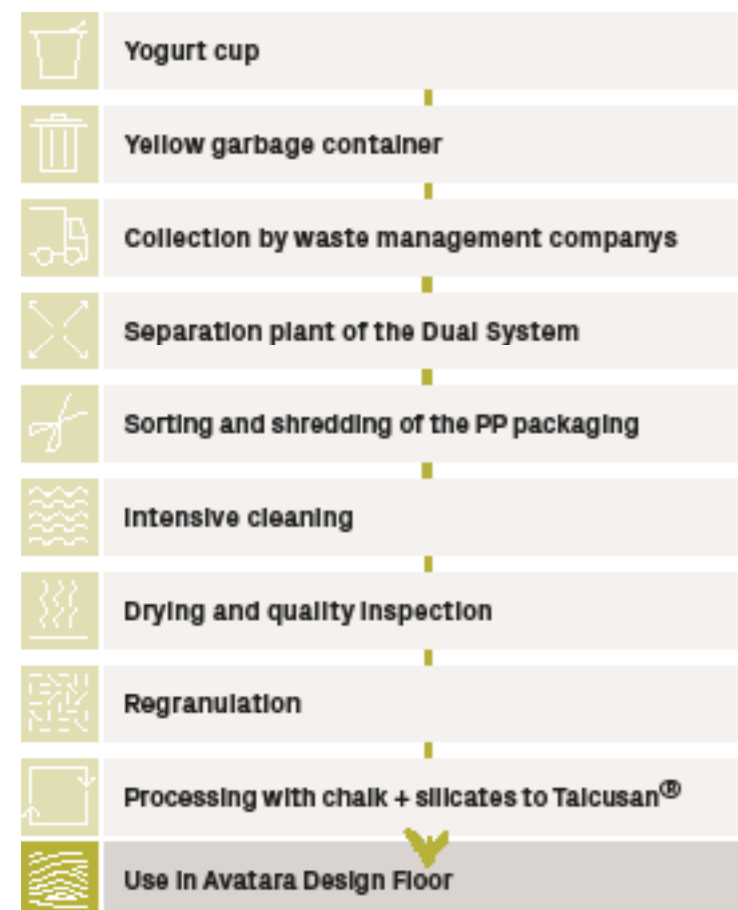 Yogurt cup
Yellow garbage container
Collection by waste management companys
Separation plant of the Dual System
Sorting and shredding of the PP packaging
Intensive cleaning
Drying and quality inspection
Regranulation
Processing with chalk + silicates to Talcusan®
Use in Avatara Design Floor